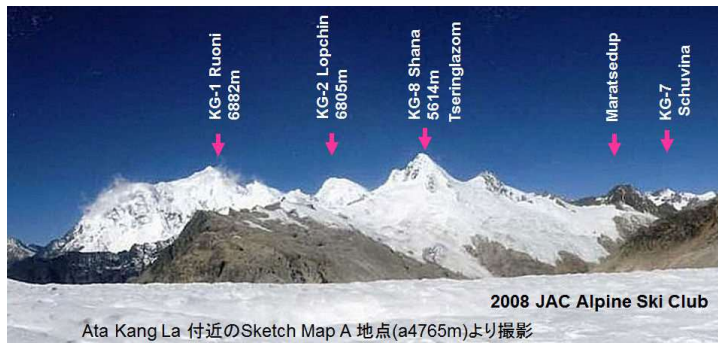 KG-1 Ruoni
6882m
KG-2 Lopchin
6805m
KG-8 Shana
5614m
Tseringlazom
Maratsedup
KG-7
Schuvina
2008 JAC Alpine Ski Club
Ata Kang La 付近のSketch Map A 地点(a4765m)より撮影